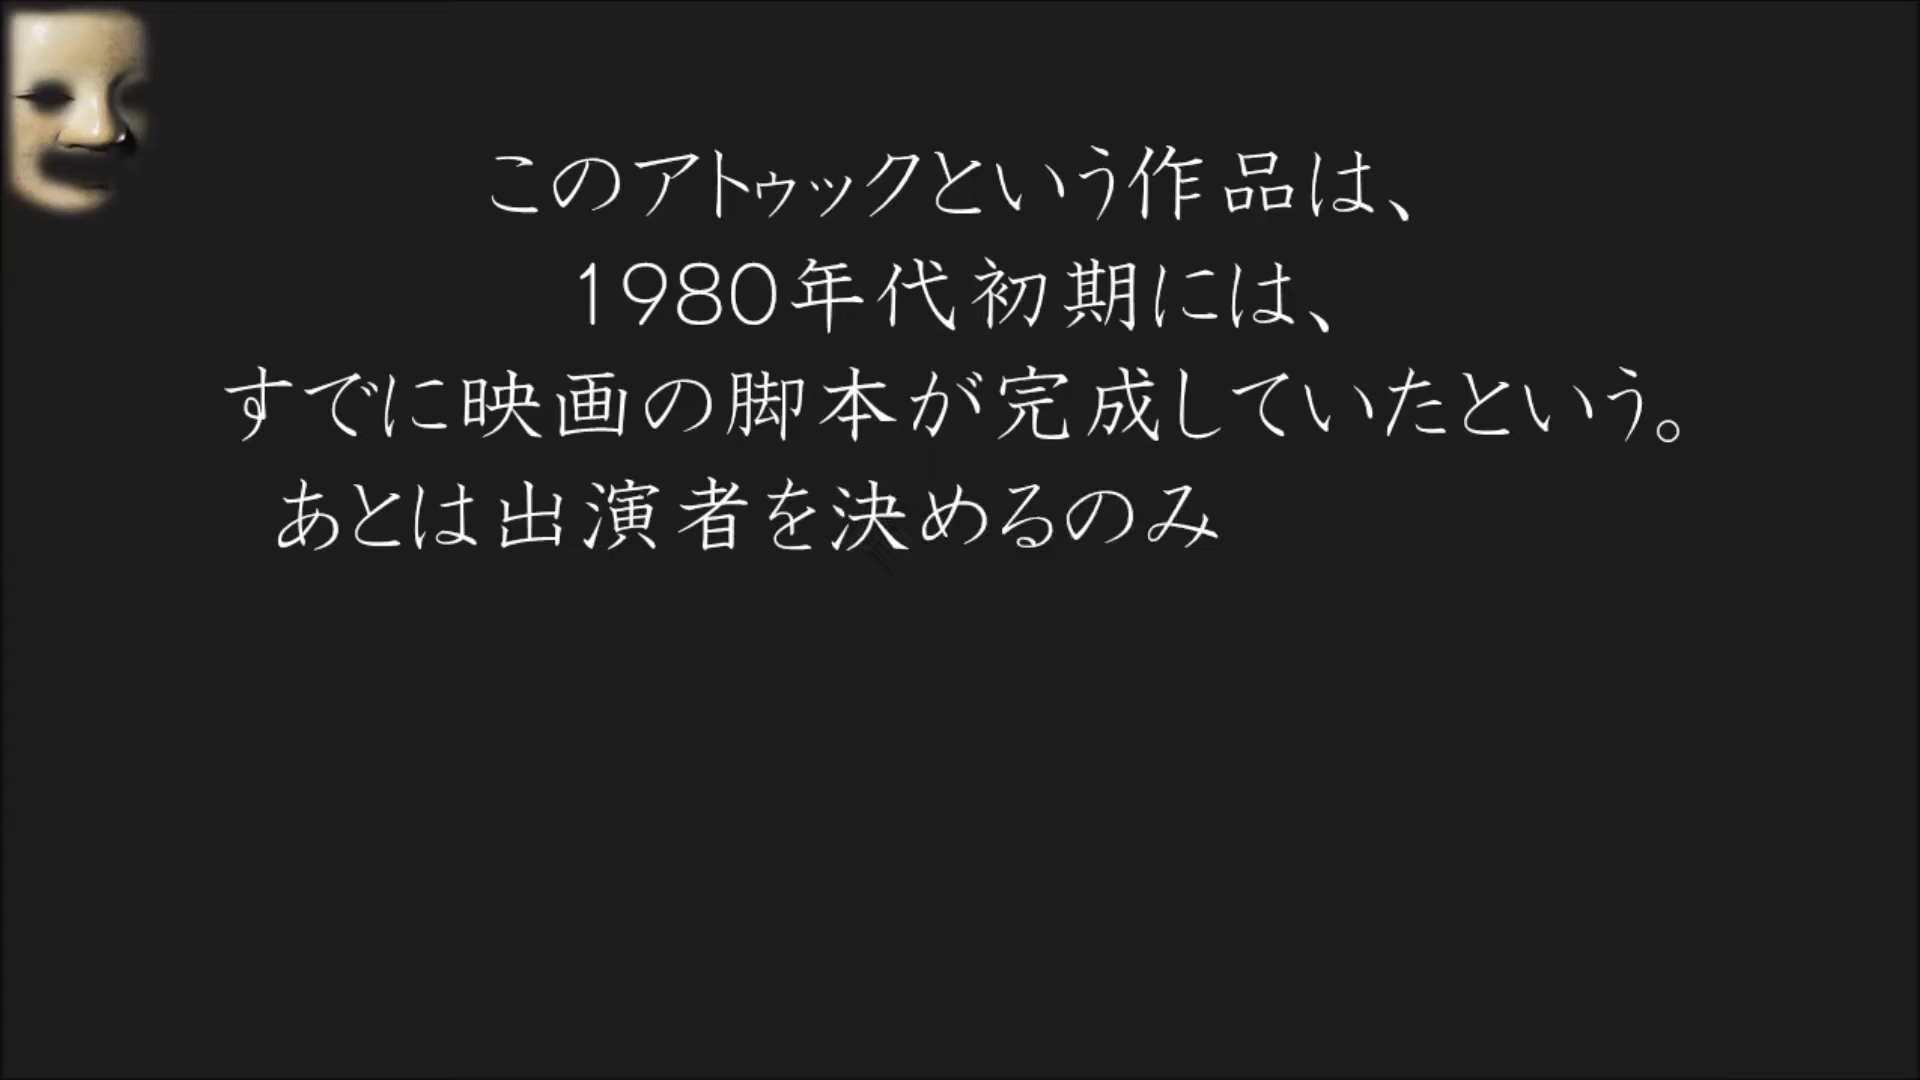 このアトゥックという作品は、
1980年代初期には、
すでに映画の脚本が完成していたという。
あとは出演者を決めるのみ